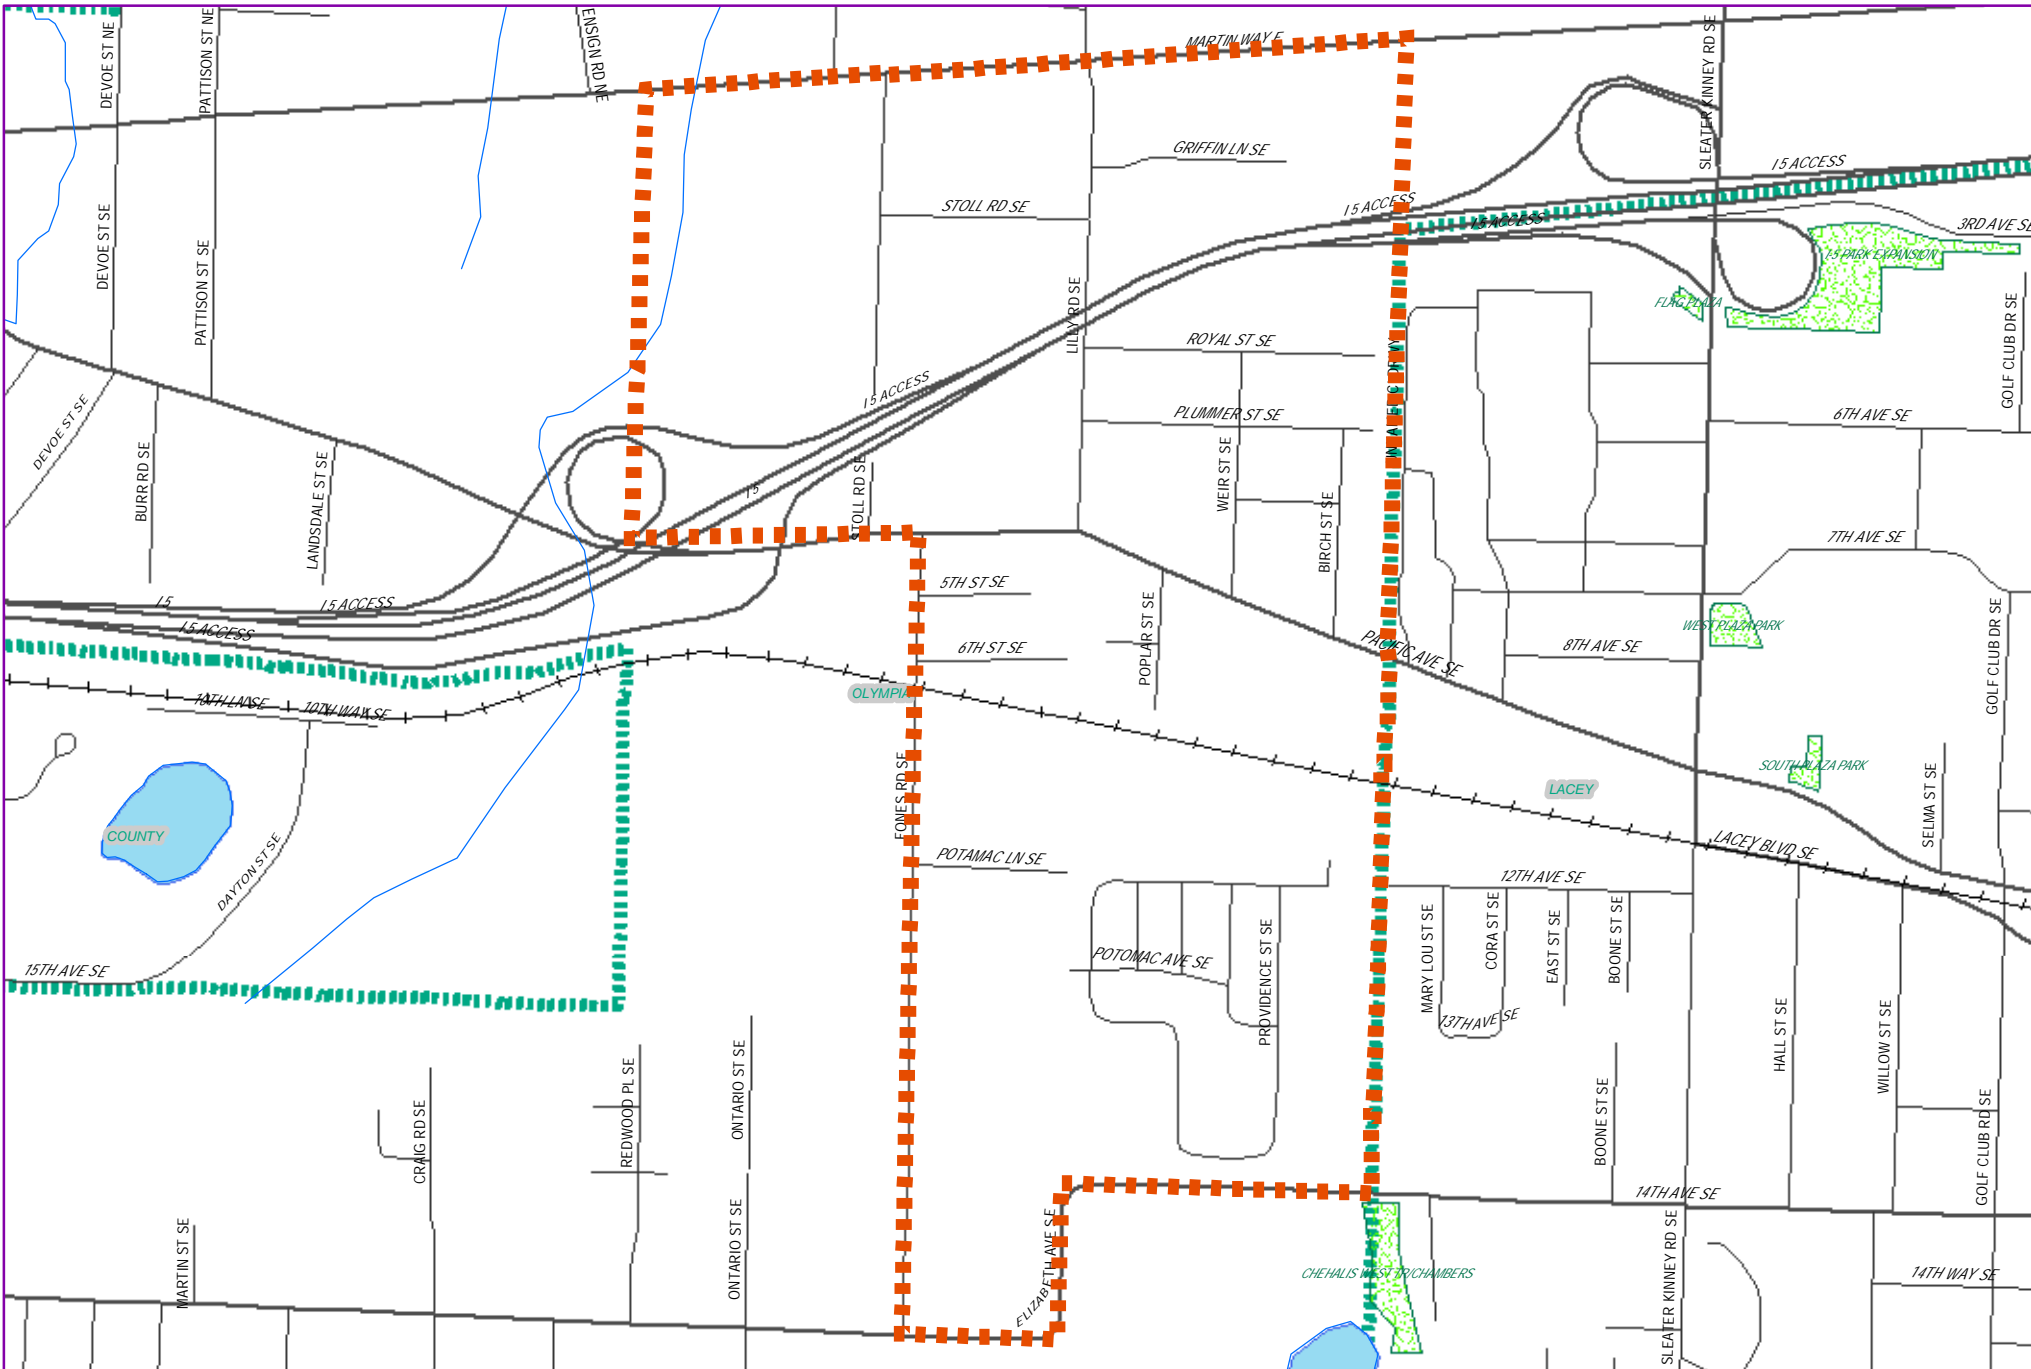 MARTIN WAY E
ENSIGN RD NE
DEVOE ST NE
PATTISON ST NE
SLEATER KINNEY RD SE
GRIFFIN LN SE
I 5 ACCESS
I 5 ACCESS
STOLL RD SE
I 5 ACCESS
3RD AVE SE
DEVOE ST SE
PATTISON ST SE
I-5 PARK EXPANSION
FLAG PLAZA
LILLY RD SE
ROYAL ST SE
GOLF CLUB DR SE
I 5 ACCESS
PLUMMER ST SE
6TH AVE SE
DEVOE ST SE
BURR RD SE
LANDSDALE ST SE
I 5
STOLL RD SE
WEIR ST SE
BIRCH ST SE
7TH AVE SE
5TH ST SE
I 5
I 5 ACCESS
I 5 ACCESS
6TH ST SE
POPLAR ST SE
PACIFIC AVE SE
8TH AVE SE
WEST PLAZA PARK
GOLF CLUB DR SE
OLYMPIA
10TH LN SE
10TH WAY SE
FONES RD SE
LACEY
SOUTH PLAZA PARK
SELMA ST SE
COUNTY
DAYTON ST SE
LACEY BLVD SE
POTAMAC LN SE
12TH AVE SE
15TH AVE SE
POTOMAC AVE SE
PROVIDENCE ST SE
MARY LOU ST SE
CORA ST SE
EAST ST SE
BOONE ST SE
13TH AVE SE
HALL ST SE
WILLOW ST SE
CRAIG RD SE
REDWOOD PL SE
ONTARIO ST SE
BOONE ST SE
GOLF CLUB RD SE
14TH AVE SE
MARTIN ST SE
ONTARIO ST SE
ELIZABETH AVE SE
CHEHALIS WEST TR/CHAMBERS
SLEATER KINNEY RD SE
14TH WAY SE